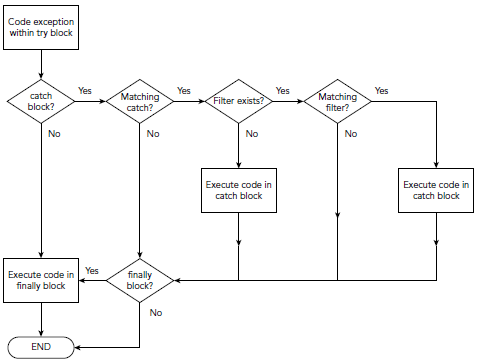 Code exception
within try block
catch
block?
Yes
Matching
catch?
Yes
Filter exists?
Yes
Matching
filter?
Yes
No
No
No
No
Execute code in
catch block
Execute code in
catch block
Execute code in
finally block
Yes
finally
block?
No
END